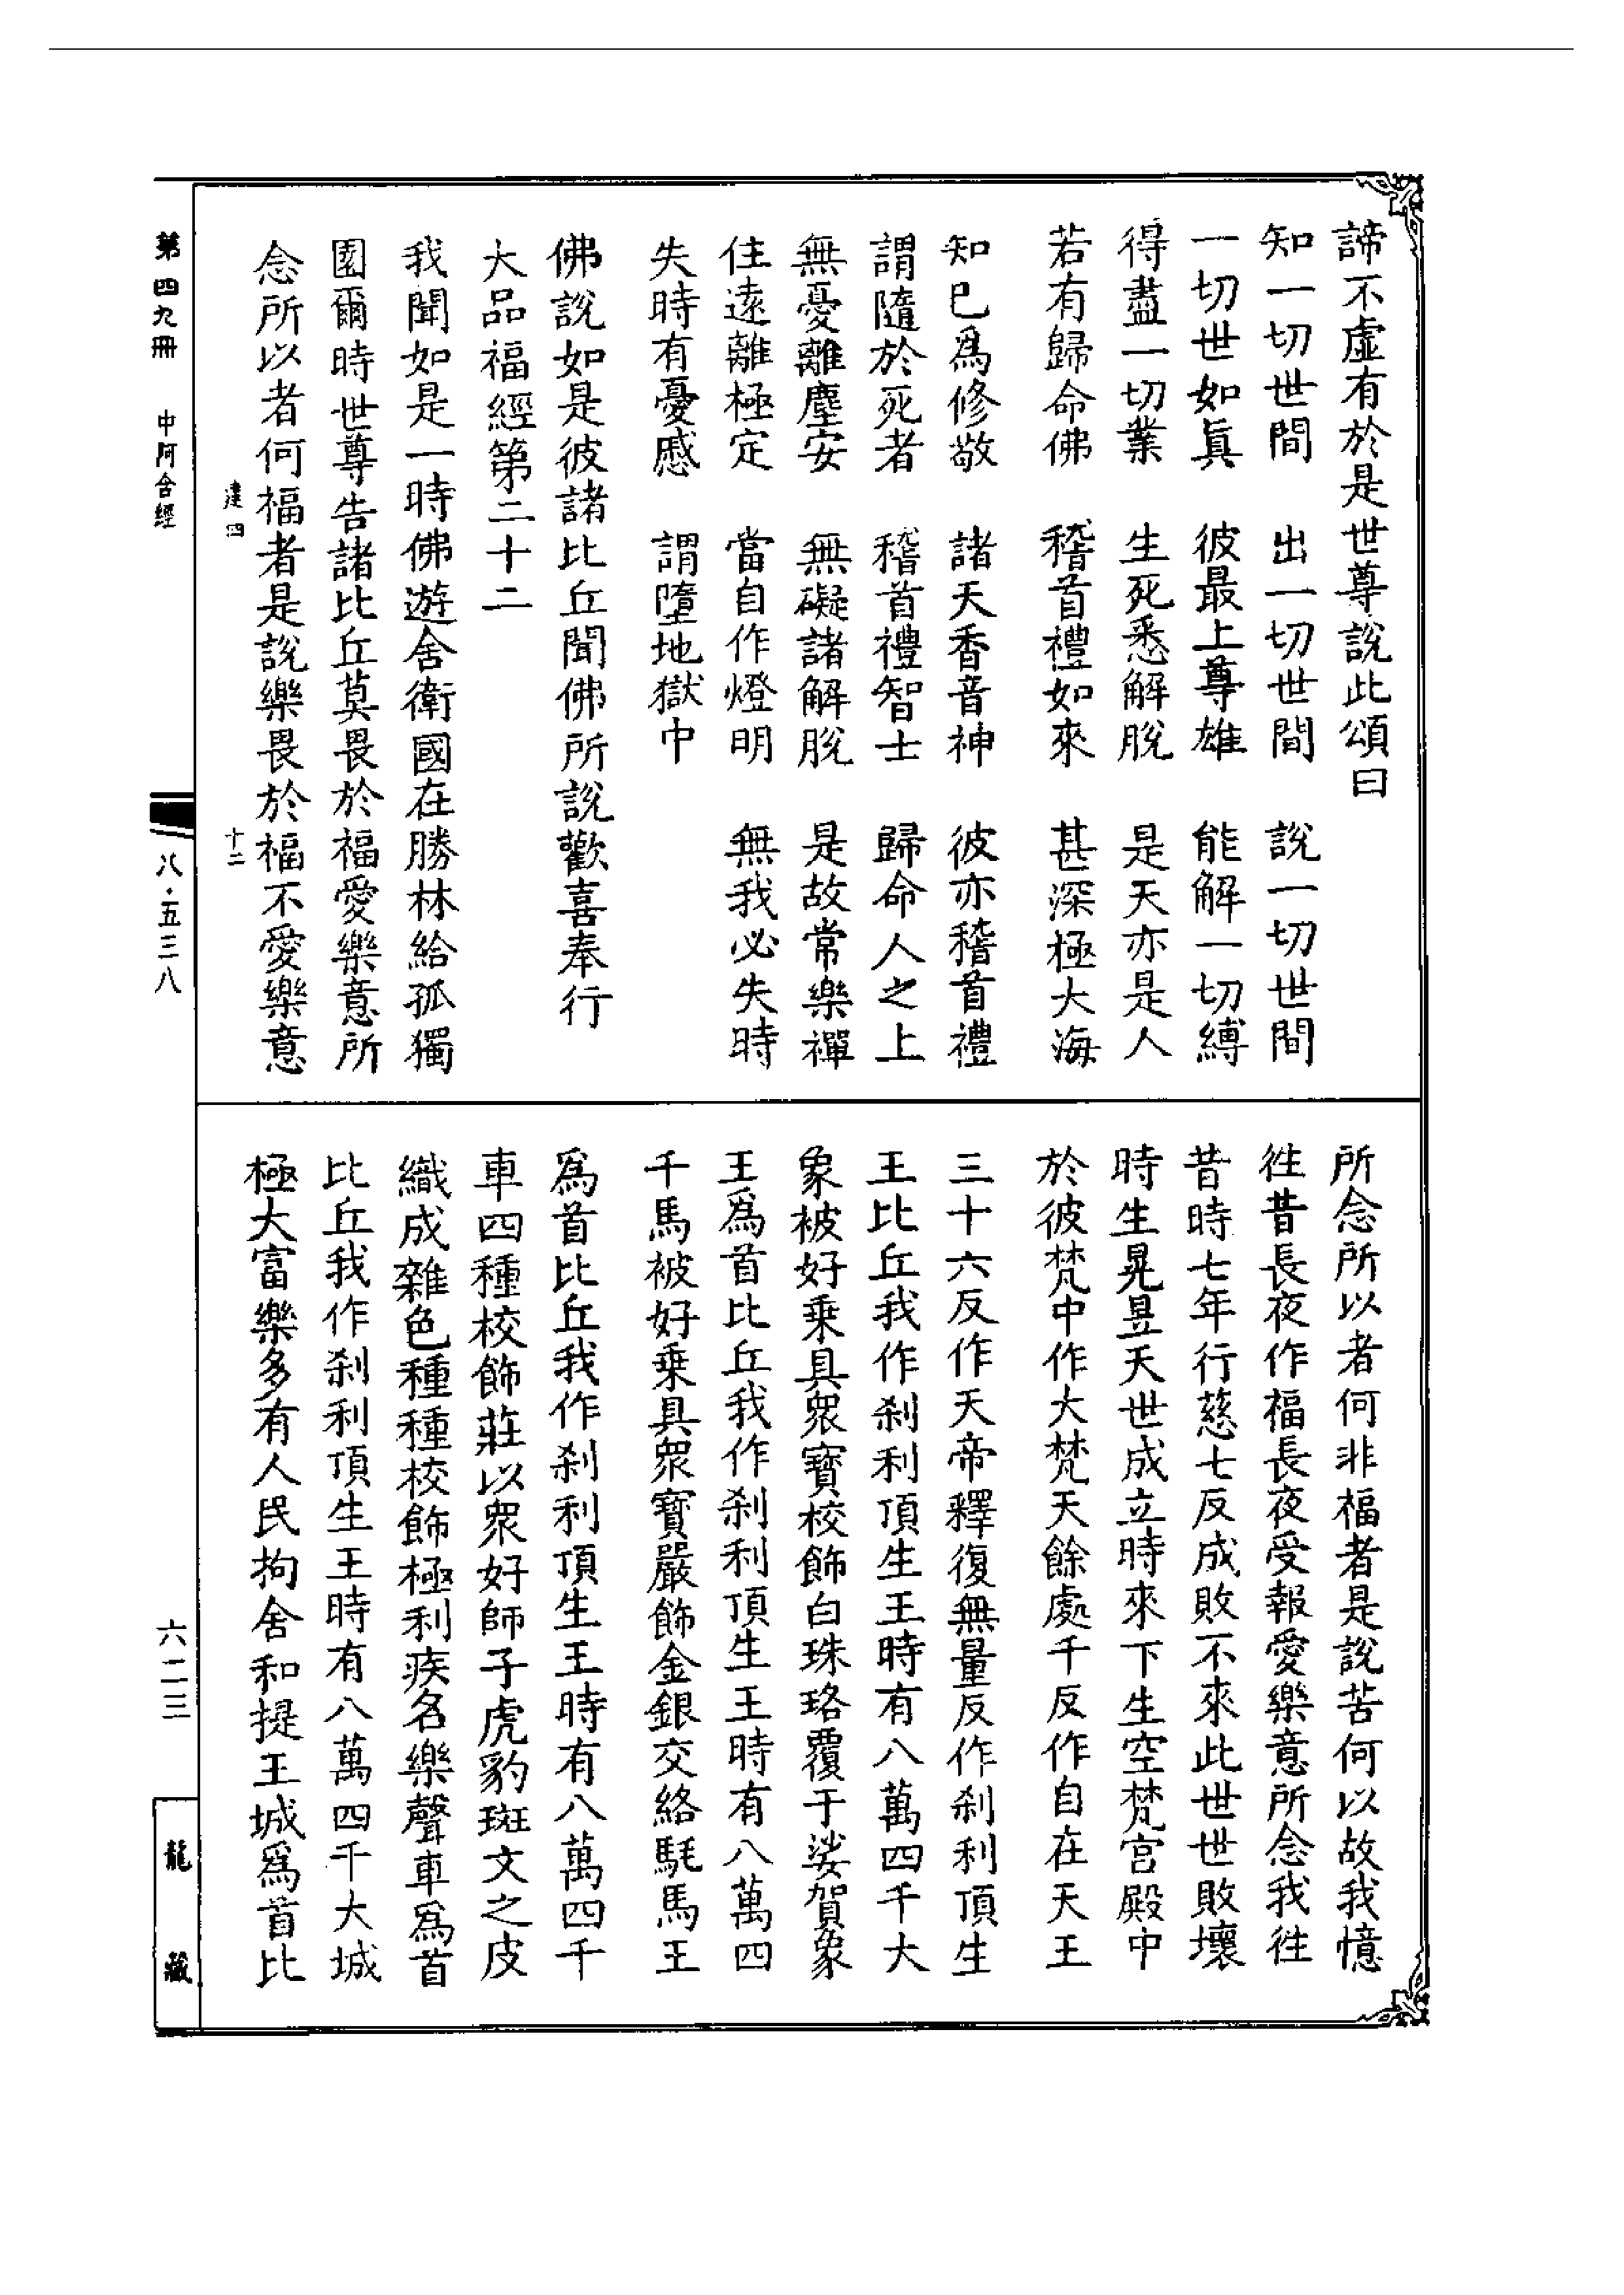 諦不虛有於是世尊說此頌曰
知一切世間　出一切世間　說一切世間
一切世如眞　彼最上尊雄　能解一切縛
得盡一切業　生死悉解脫　是天亦是人
若有歸命佛　稽首禮如來　甚深極大海
知已爲修敬　諸天香音神　彼亦稽首禮
謂隨於死者　稽首禮智士　歸命人之上
無憂離塵安　無礙諸解脫　是故常樂禪
住遠離極定　當自作燈明　無我必失時
失時有憂慼　謂墮地獄中
佛說如是彼諸比丘聞佛所說歡喜奉行
大品福經第二十二
我聞如是一時佛遊舍衛國在勝林給孤獨
園爾時世尊告諸比丘莫畏於福愛樂意所
念所以者何福者是說樂畏於福不愛樂意
建四
十二
所念所以者何非福者是說苦何以故我憶
徃昔長夜作福長夜受報愛樂意所念我徃
昔時七年行慈七反成敗不來此世世敗壞
時生晃昱天世成立時來下生空梵宮殿中
於彼梵中作大梵天餘處千反作自在天王
三十六反作天帝釋復無量反作刹利頂生
王比丘我作刹利頂生王時有八萬四千大
象被好乗具衆寶校飾白珠珞覆于娑賀象
王爲首比丘我作刹利頂生王時有八萬四
千馬被好乗具衆寶嚴飾金銀交絡駀馬王
爲首比丘我作刹利頂生王時有八萬四千
車四種校飾莊以衆好師子虎豹斑文之皮
織成雜色種種校飾極利疾名樂聲車爲首
比丘我作刹利頂生王時有八萬四千大城
極大富樂多有人民拘舍和提王城爲首比
第四九冊　中阿含經
八·五三八
六二三
龍藏